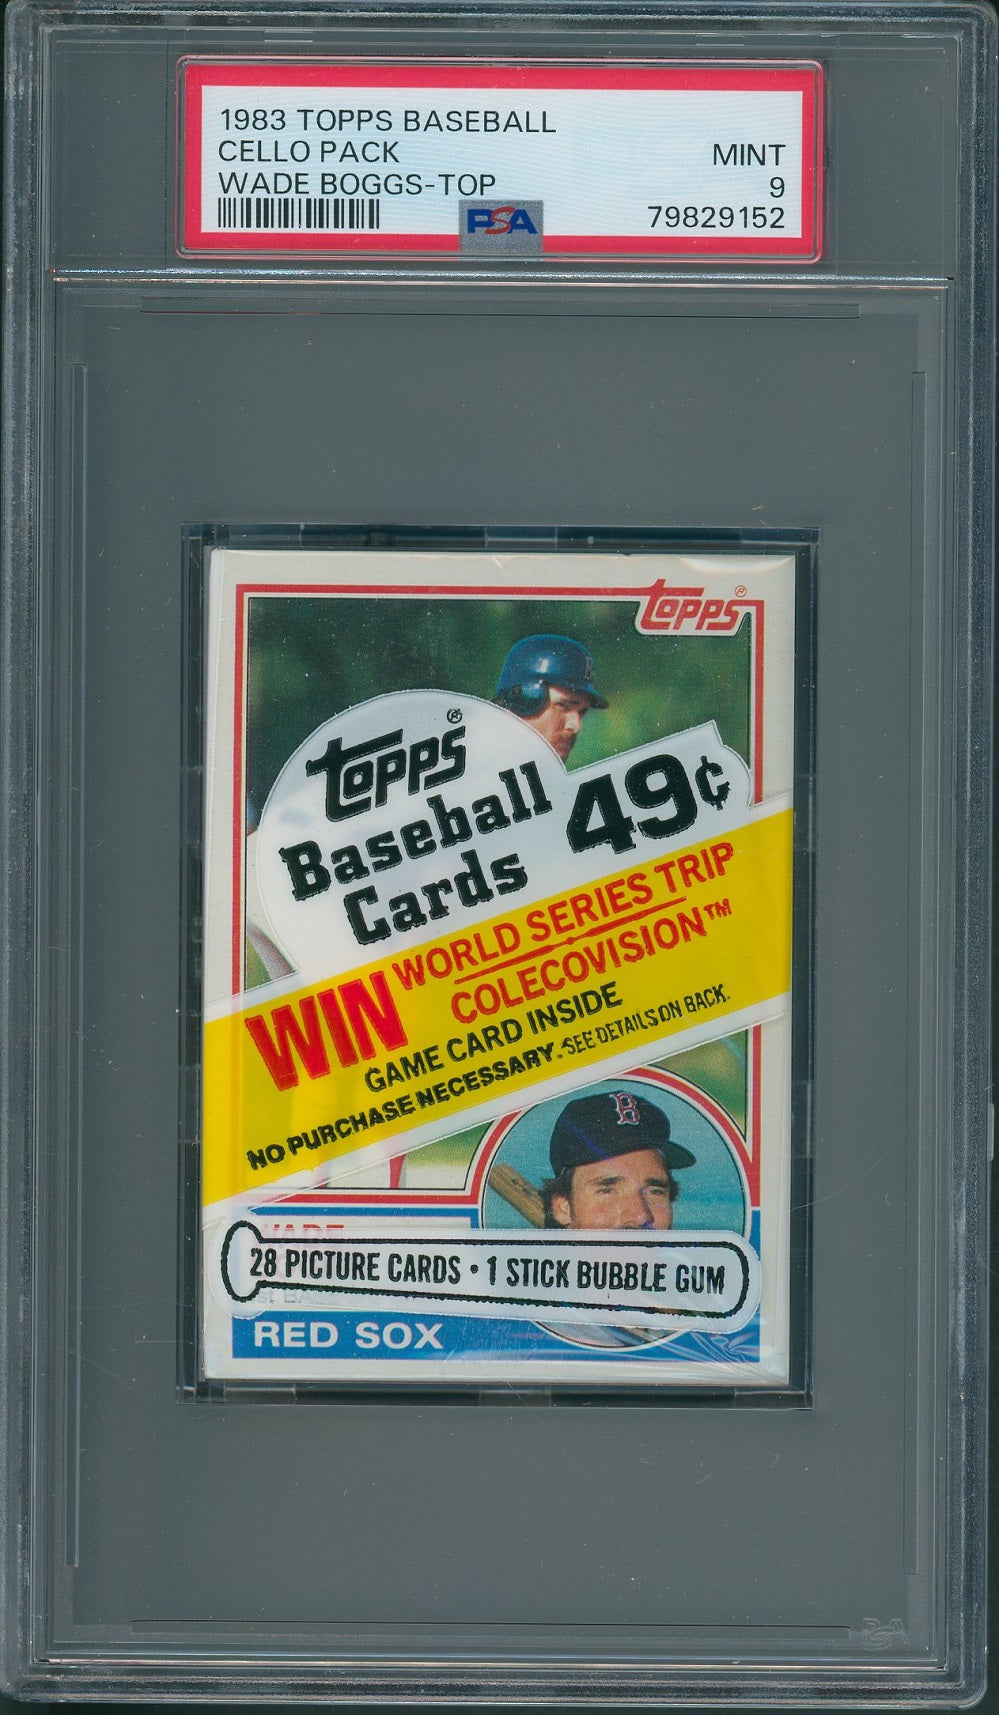 1983 TOPPS BASEBALL
CELLO PACK
MINT
WADE BOGGS-TOP
9
PSA
79829152
Topps®
B
Topps®
Baseball
Cards
49¢
WIN
WORLD SERIES TRIP
COLECOVISION™
GAME CARD INSIDE
NO PURCHASE NECESSARY. SEE DETAILS ON BACK.
WADE
28 PICTURE CARDS • 1 STICK BUBBLE GUM
RED SOX
PSA